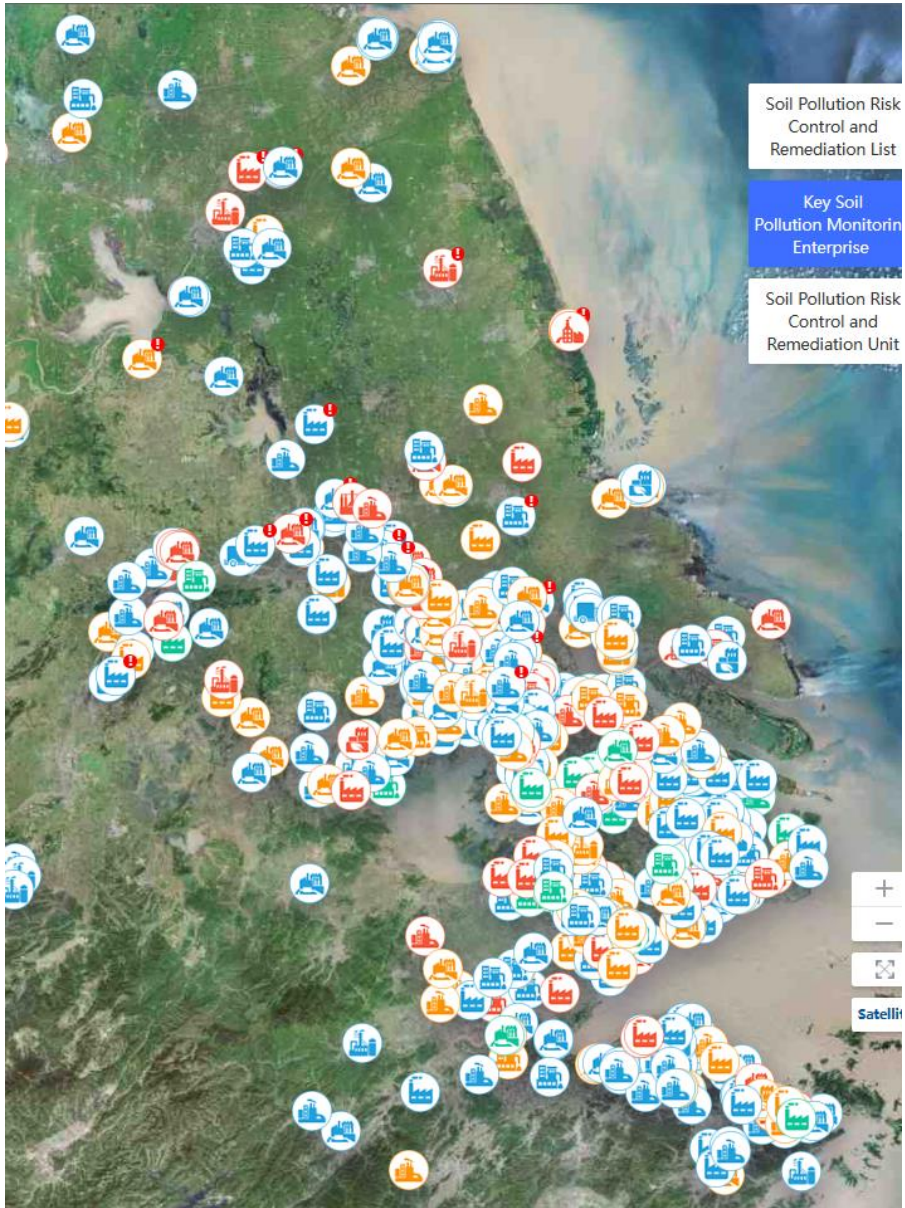 Soil Pollution Risk
Control and
Remediation List
Key Soil
Pollution Monitorin
Enterprise
Soil Pollution Risk
Control and
Remediation Unit
+
−
Satellit